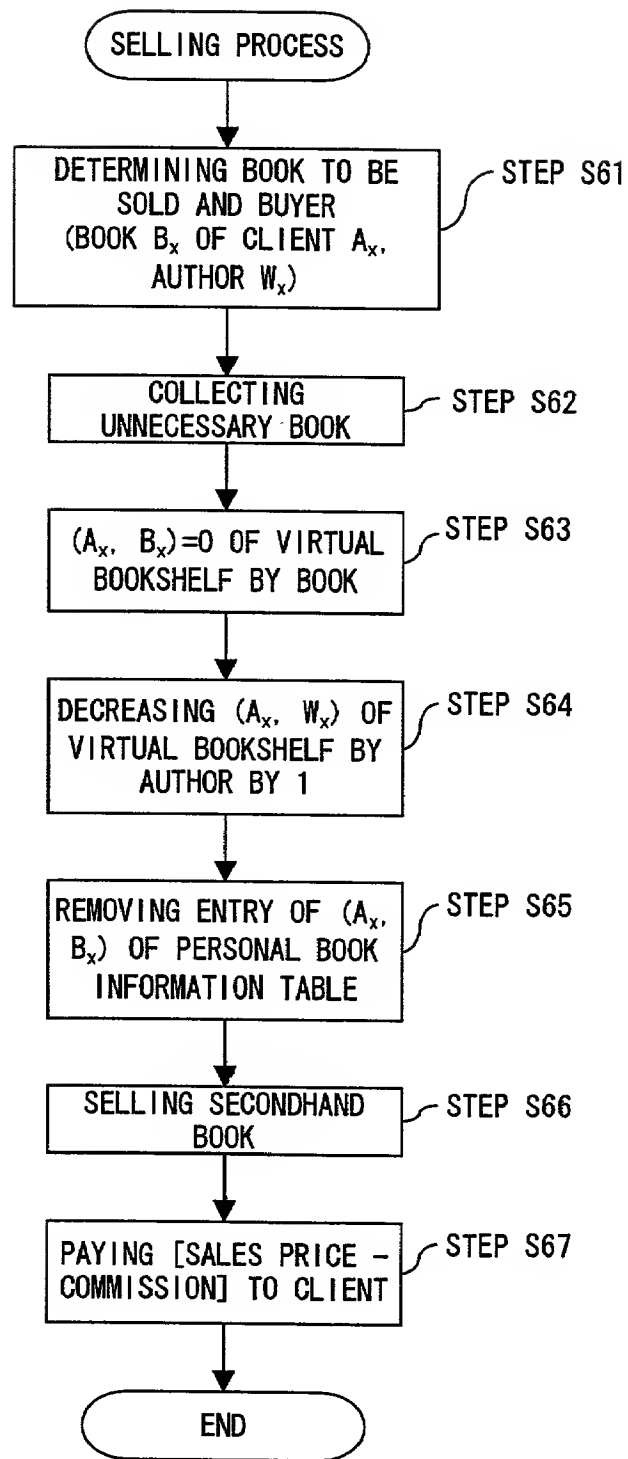 SELLING PROCESS
DETERMINING BOOK TO BE
SOLD AND BUYER
(BOOK Bx OF CLIENT Ax,
AUTHOR Wx)
STEP S61
COLLECTING
UNNECESSARY BOOK
STEP S62
(Ax, Bx)=0 OF VIRTUAL
BOOKSHELF BY BOOK
STEP S63
DECREASING (Ax, Wx) OF
VIRTUAL BOOKSHELF BY
AUTHOR BY 1
STEP S64
REMOVING ENTRY OF (Ax,
Bx) OF PERSONAL BOOK
INFORMATION TABLE
STEP S65
SELLING SECONDHAND
BOOK
STEP S66
PAYING [SALES PRICE -
COMMISSION] TO CLIENT
STEP S67
END